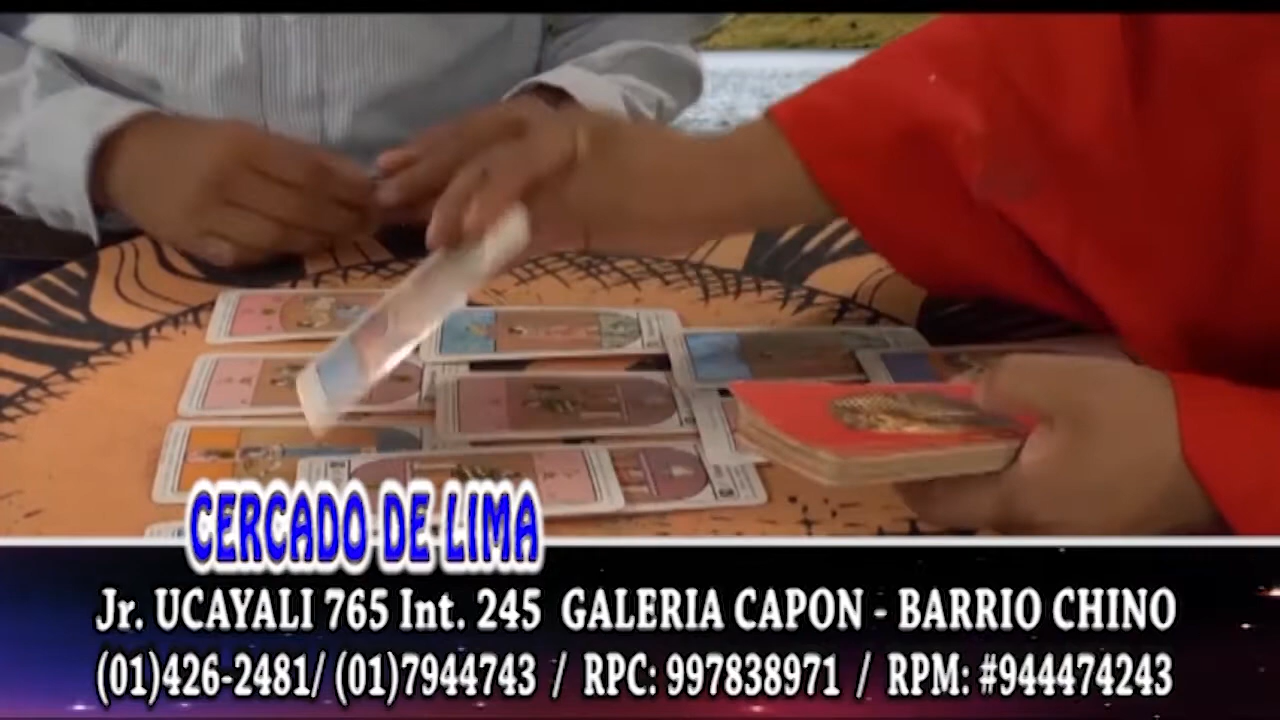 CERCADO DE LIMA
Jr. UCAYALI 765 Int. 245 GALERIA CAPON - BARRIO CHINO
(01)426-2481/ (01)7944743 / RPC: 997838971 / RPM: #944474243